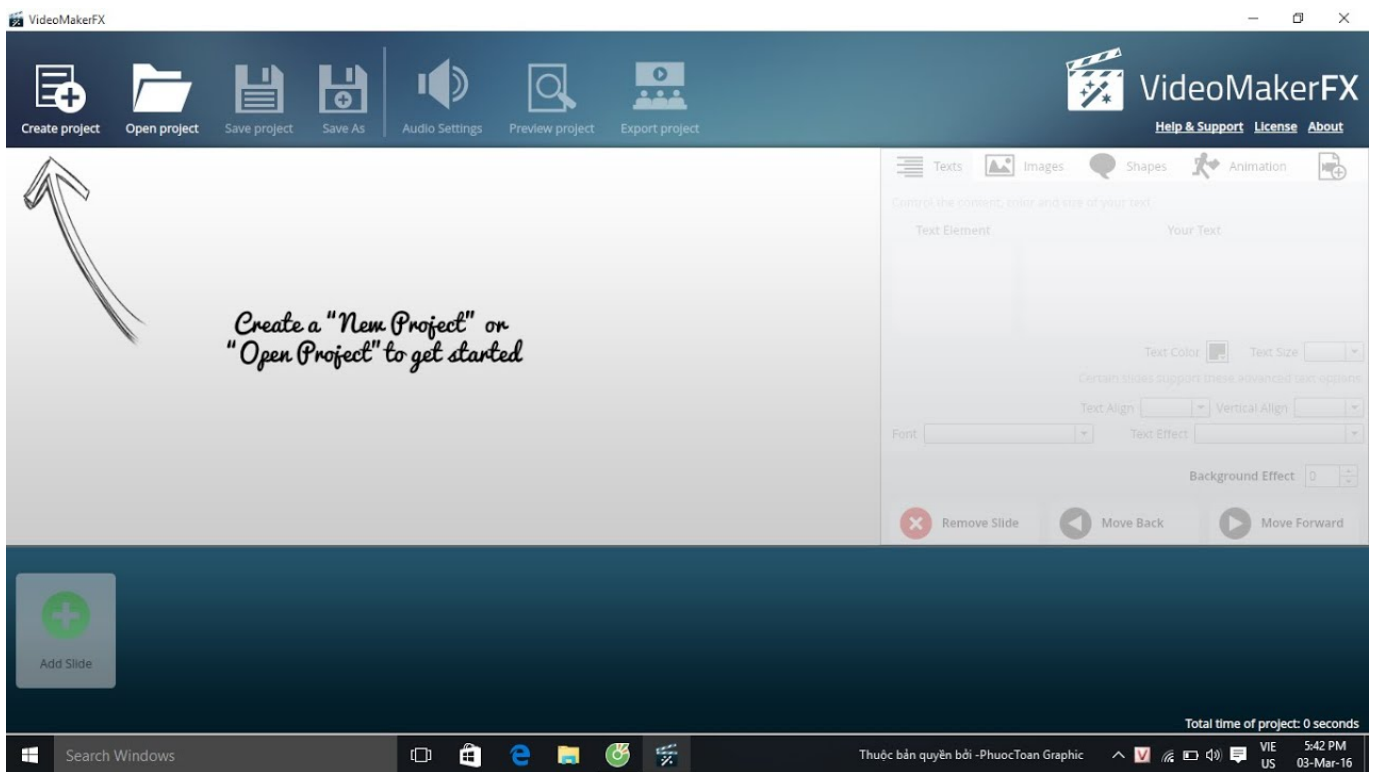 VideoMakerFX
Create project
Open project
Save project
Save As
Audio Settings
Preview project
Export project
VideoMakerFX
Help & Support License About
Texts
Images
Shapes
Animation
Control the content, color and size of your text.
Text Element
Your Text
Create a "New Project" or
"Open Project" to get started
Text Color
Text Size
Certain slides support these advanced text options
Text Align
Vertical Align
Font
Text Effect
Background Effect 0
Remove Slide
Move Back
Move Forward
Add Slide
Total time of project: 0 seconds
Search Windows
Thuộc bản quyền bởi -PhuocToan Graphic
V
VIE
US
5:42 PM
03-Mar-16